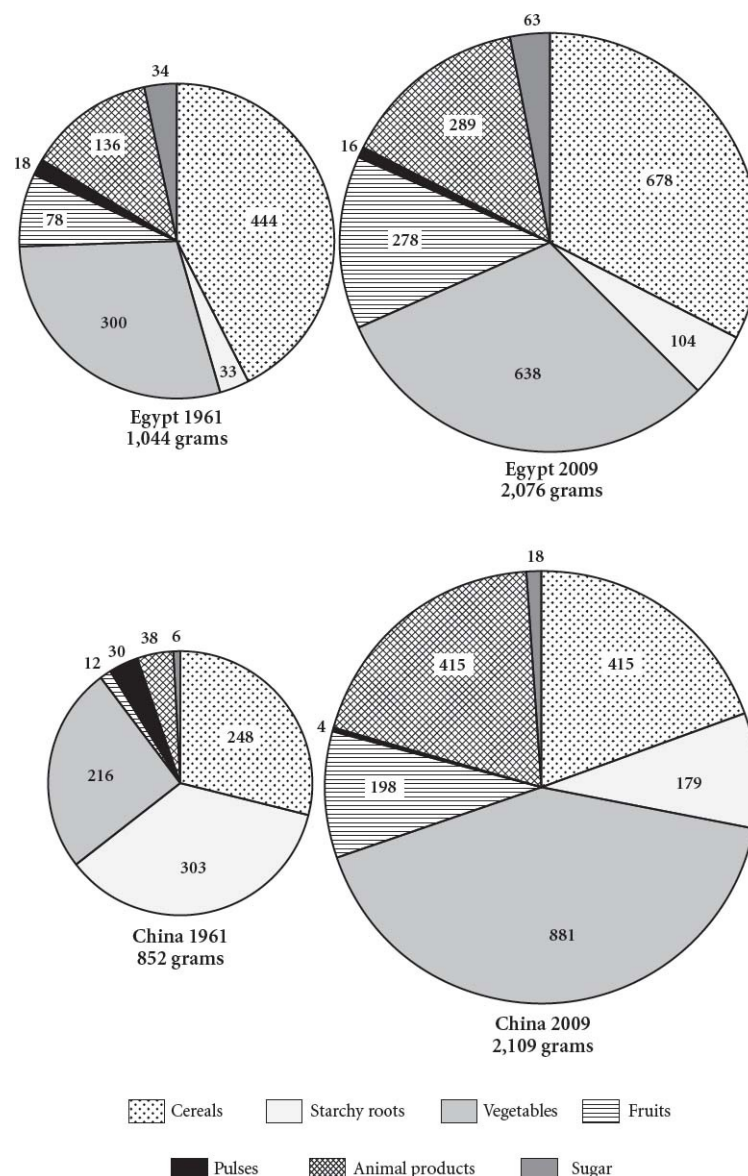 34
136
18
444
78
300
33
Egypt 1961
1,044 grams
63
289
16
678
278
104
638
Egypt 2009
2,076 grams
6
38
30
12
248
216
303
China 1961
852 grams
18
415
415
4
179
198
881
China 2009
2,109 grams
Cereals Starchy roots Vegetables Fruits
Pulses Animal products Sugar